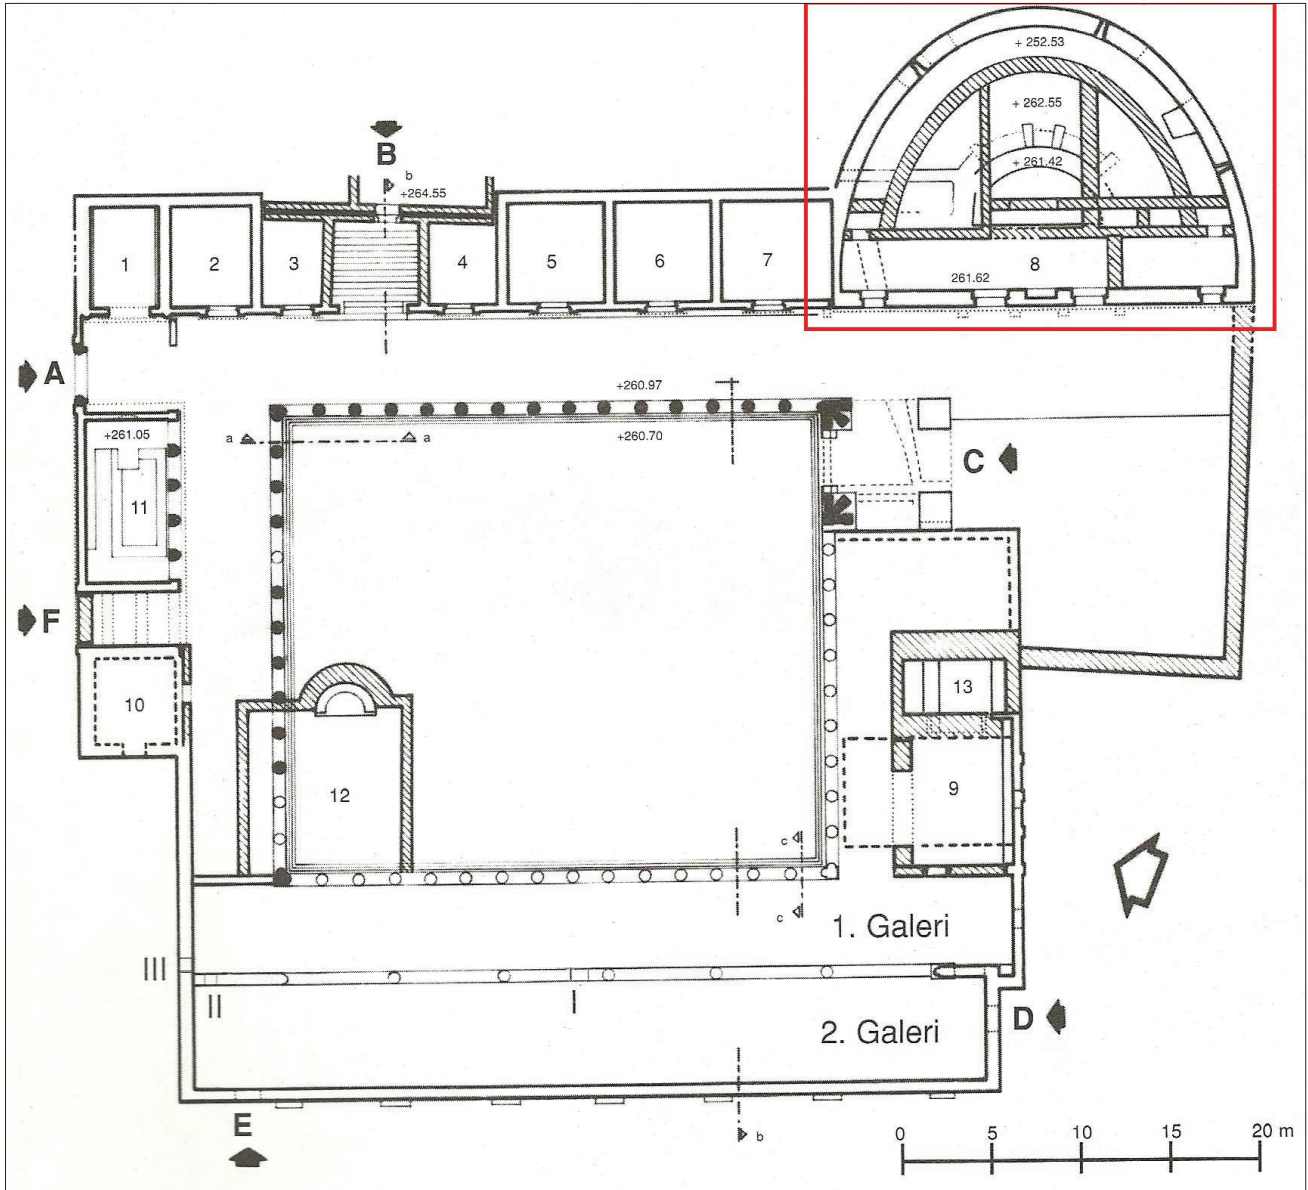 + 252.53
+ 262.55
B
b
+264.55
+ 261.42
1
2
3
4
5
6
7
8
261.62
A
+260.97
+261.05
a
a
+260.70
C
11
F
10
13
12
9
c
c
1. Galeri
III
II
I
D
2. Galeri
E
b
0 5 10 15 20 m